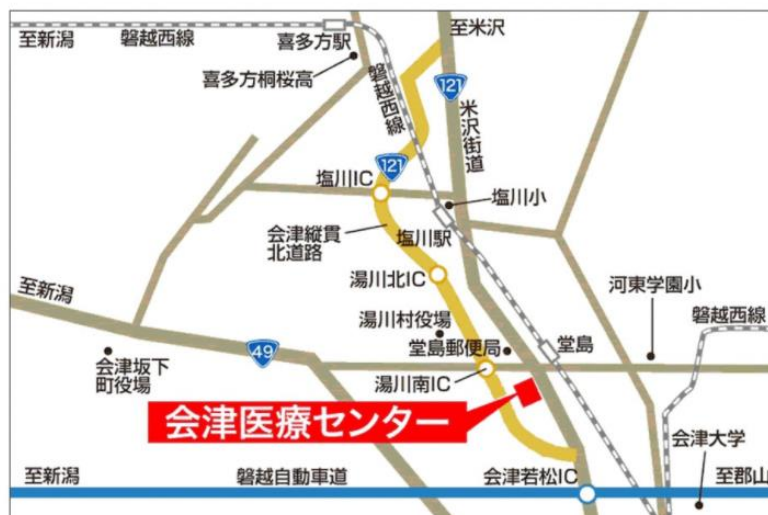 至新潟
磐越西線
喜多方駅
至米沢
喜多方桐桜高
磐越西線
121
米沢街道
121
塩川IC
塩川小
会津縦貫
北道路
塩川駅
至新潟
湯川北IC
河東学園小
湯川村役場
磐越西線
49
堂島郵便局
堂島
会津坂下
町役場
湯川南IC
会津医療センター
会津大学
至新潟
磐越自動車道
会津若松IC
至郡山